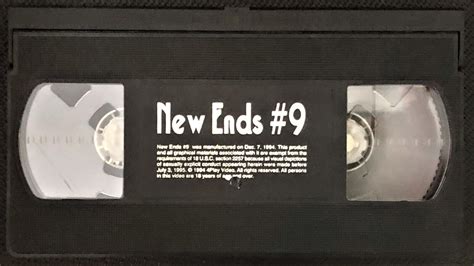 New Ends #9
New Ends #9 was manufactured on Dec. 7, 1994. This product
and all graphical materials associated with it are exempt from the
requirements of 18 U.S.C. section 2257 because all visual depictions
of sexually explicit conduct appearing herein were made before
July 3, 1995. © 1994 4Play Video. All rights reserved. All persons
in this video are 18 years of age and over.